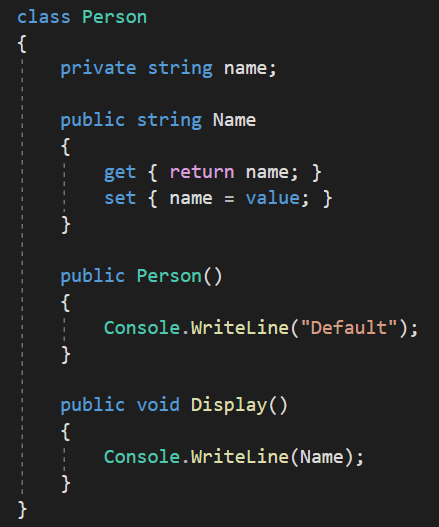 class Person
{
    private string name;

    public string Name
    {
        get { return name; }
        set { name = value; }
    }

    public Person()
    {
        Console.WriteLine("Default");
    }

    public void Display()
    {
        Console.WriteLine(Name);
    }
}